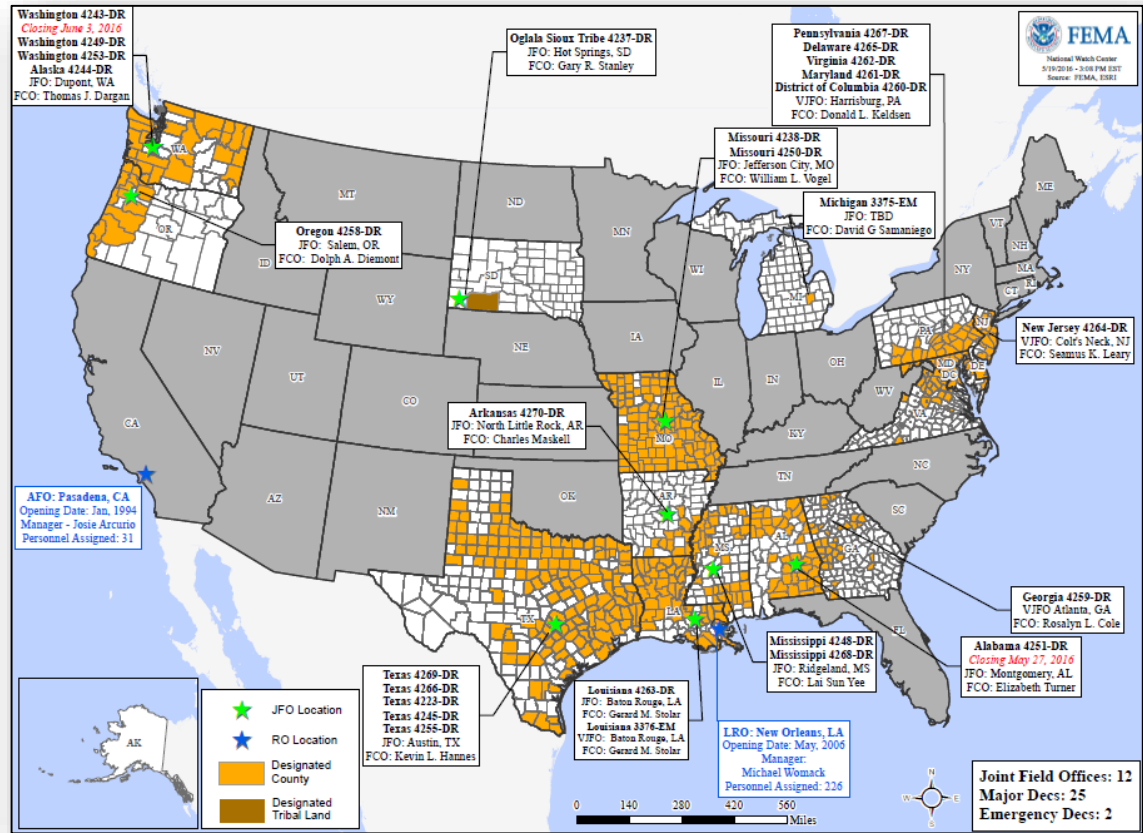 Washington 4243-DR
Closing June 3, 2016
Washington 4249-DR
Washington 4253-DR
Alaska 4244-DR
JFO: Dupont, WA
FCO: Thomas J. Dargan
Oglala Sioux Tribe 4237-DR
JFO: Hot Springs, SD
FCO: Gary R. Stanley
Pennsylvania 4267-DR
Delaware 4265-DR
Virginia 4262-DR
Maryland 4261-DR
District of Columbia 4260-DR
VJFO: Harrisburg, PA
FCO: Donald L. Keldsen
FEMA
National Watch Center
5/19/2016 - 3:08 PM EST
Source: FEMA, ESRI
Missouri 4238-DR
Missouri 4250-DR
JFO: Jefferson City, MO
FCO: William L. Vogel
Michigan 3375-EM
JFO: TBD
FCO: David G Samaniego
Oregon 4258-DR
JFO: Salem, OR
FCO: Dolph A. Diemont
New Jersey 4264-DR
VJFO: Colt's Neck, NJ
FCO: Seamus K. Leary
Arkansas 4270-DR
JFO: North Little Rock, AR
FCO: Charles Maskell
AFO: Pasadena, CA
Opening Date: Jan, 1994
Manager - Josie Arcurio
Personnel Assigned: 31
Georgia 4259-DR
VJFO Atlanta, GA
FCO: Rosalyn L. Cole
Mississippi 4248-DR
Mississippi 4268-DR
JFO: Ridgeland, MS
FCO: Lai Sun Yee
Alabama 4251-DR
Closing May 27, 2016
JFO: Montgomery, AL
FCO: Elizabeth Turner
Texas 4269-DR
Texas 4266-DR
Texas 4223-DR
Texas 4245-DR
Texas 4255-DR
JFO: Austin, TX
FCO: Kevin L. Hannes
Louisiana 4263-DR
JFO: Baton Rouge, LA
FCO: Gerard M. Stolar
Louisiana 3376-EM
VJFO: Baton Rouge, LA
FCO: Gerard M. Stolar
LRO: New Orleans, LA
Opening Date: May, 2006
Manager:
Michael Womack
Personnel Assigned: 226
WA
OR
ID
MT
ND
SD
MN
WI
MI
WY
NE
IA
NV
UT
CO
CA
AZ
NM
OK
TX
MO
AR
LA
MS
AL
GA
FL
SC
NC
TN
KY
IL
IN
OH
WV
VA
PA
MD
DC
DE
NJ
NY
CT
RI
MA
VT
NH
ME
AK
JFO Location
RO Location
Designated
County
Designated
Tribal Land
0 140 280 420 560
Miles
N
W
E
S
Joint Field Offices: 12
Major Decs: 25
Emergency Decs: 2